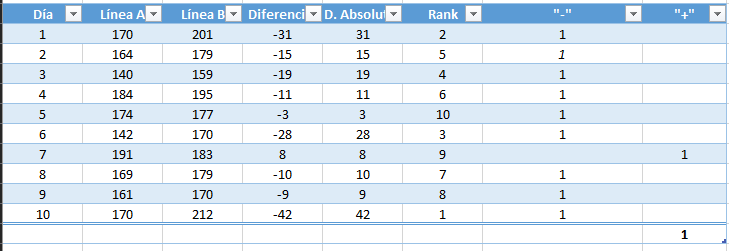 Día Línea A Línea B Diferenci D. Absolut Rank "-" "+"
1 170 201 -31 31 2 1
2 164 179 -15 15 5 1
3 140 159 -19 19 4 1
4 184 195 -11 11 6 1
5 174 177 -3 3 10 1
6 142 170 -28 28 3 1
7 191 183 8 8 9 1
8 169 179 -10 10 7 1
9 161 170 -9 9 8 1
10 170 212 -42 42 1 1
1